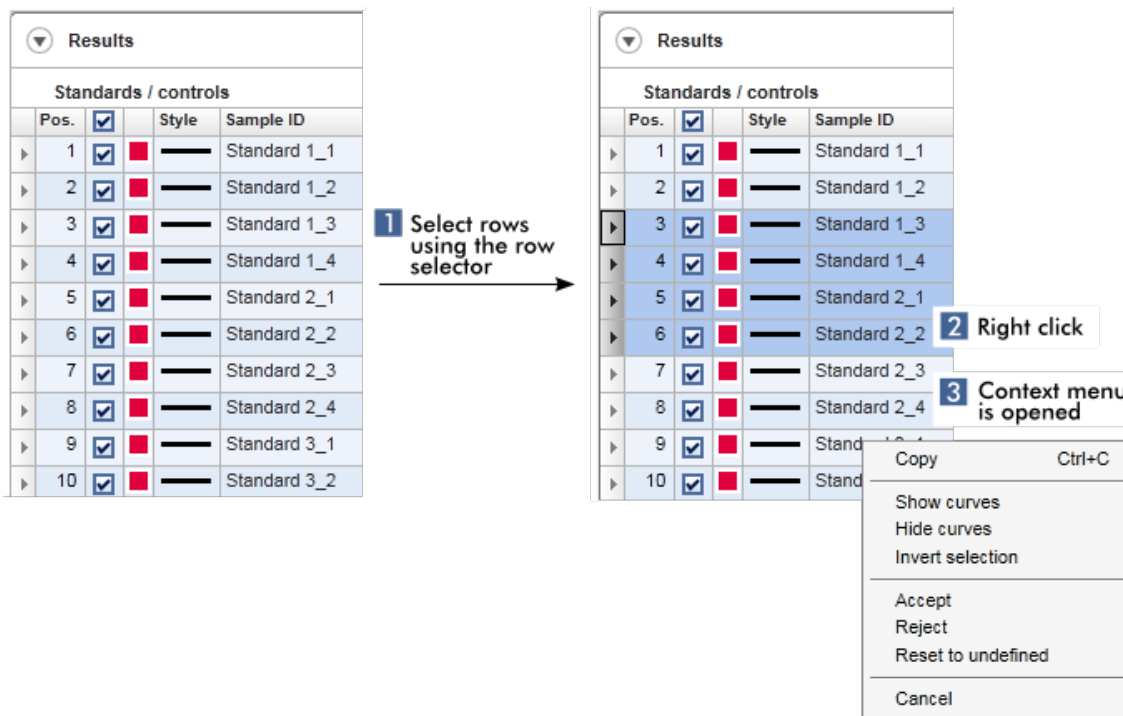 Results
Standards / controls
Pos. Style Sample ID
1 Standard 1_1
2 Standard 1_2
3 Standard 1_3
4 Standard 1_4
5 Standard 2_1
6 Standard 2_2
7 Standard 2_3
8 Standard 2_4
9 Standard 3_1
10 Standard 3_2
1 Select rows
using the row
selector
Results
Standards / controls
Pos. Style Sample ID
1 Standard 1_1
2 Standard 1_2
3 Standard 1_3
4 Standard 1_4
5 Standard 2_1
6 Standard 2_2
7 Standard 2_3
8 Standard 2_4
9
10
2 Right click
3 Context menu
is opened
Copy Ctrl+C
Show curves
Hide curves
Invert selection
Accept
Reject
Reset to undefined
Cancel